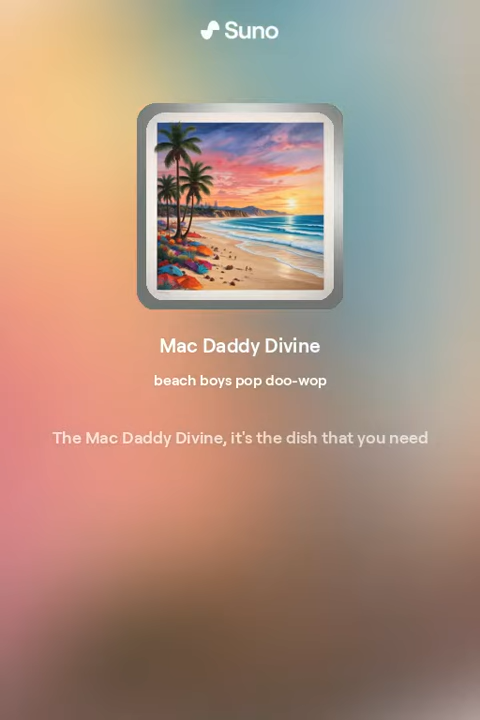 Suno
Mac Daddy Divine
beach boys pop doo-wop
The Mac Daddy Divine, it's the dish that you need